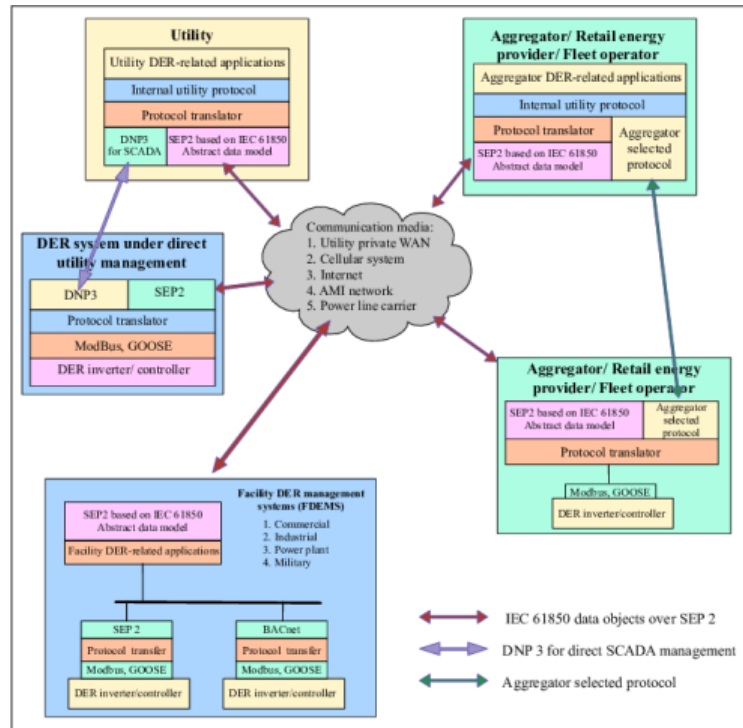 Utility
Utility DER-related applications
Internal utility protocol
Protocol translator
DNP3
for SCADA
SEP2 based on IEC 61850
Abstract data model
Aggregator/ Retail energy
provider/ Fleet operator
Aggregator DER-related applications
Internal utility protocol
Protocol translator
SEP2 based on IEC 61850
Abstract data model
Aggregator
selected
protocol
Communication media:
1. Utility private WAN
2. Cellular system
3. Internet
4. AMI network
5. Power line carrier
DER system under direct
utility management
DNP3
SEP2
Protocol translator
ModBus, GOOSE
DER inverter/ controller
Aggregator/ Retail energy
provider/ Fleet operator
SEP2 based on IEC 61850
Abstract data model
Aggregator
selected
protocol
Protocol translator
Modbus, GOOSE
DER inverter/controller
SEP2 based on IEC 61850
Abstract data model
Facility DER-related applications
Facility DER management
systems (FDEMS)
1. Commercial
2. Industrial
3. Power plant
4. Military
SEP 2
Protocol transfer
Modbus, GOOSE
DER inverter/controller
BACnet
Protocol transfer
Modbus, GOOSE
DER inverter/controller
IEC 61850 data objects over SEP 2
DNP 3 for direct SCADA management
Aggregator selected protocol